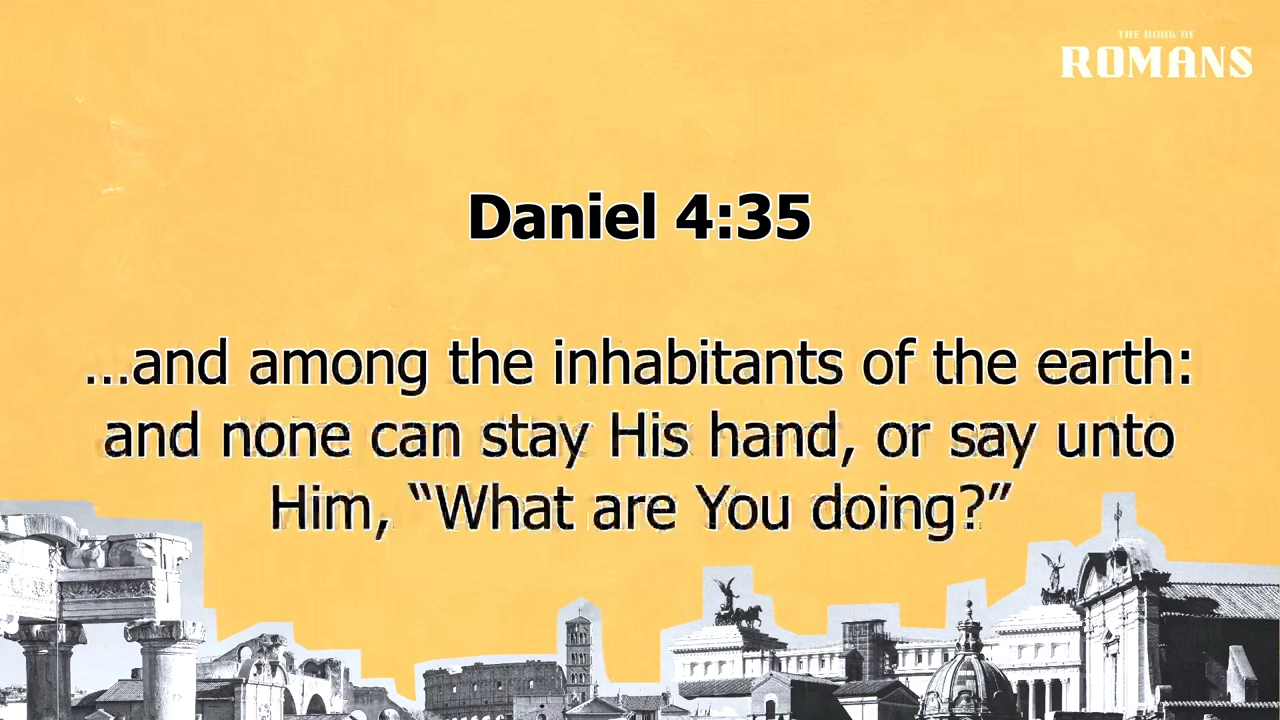 THE BOOK OF
ROMANS
Daniel 4:35
...and among the inhabitants of the earth:
and none can stay His hand, or say unto
Him, “What are You doing?”